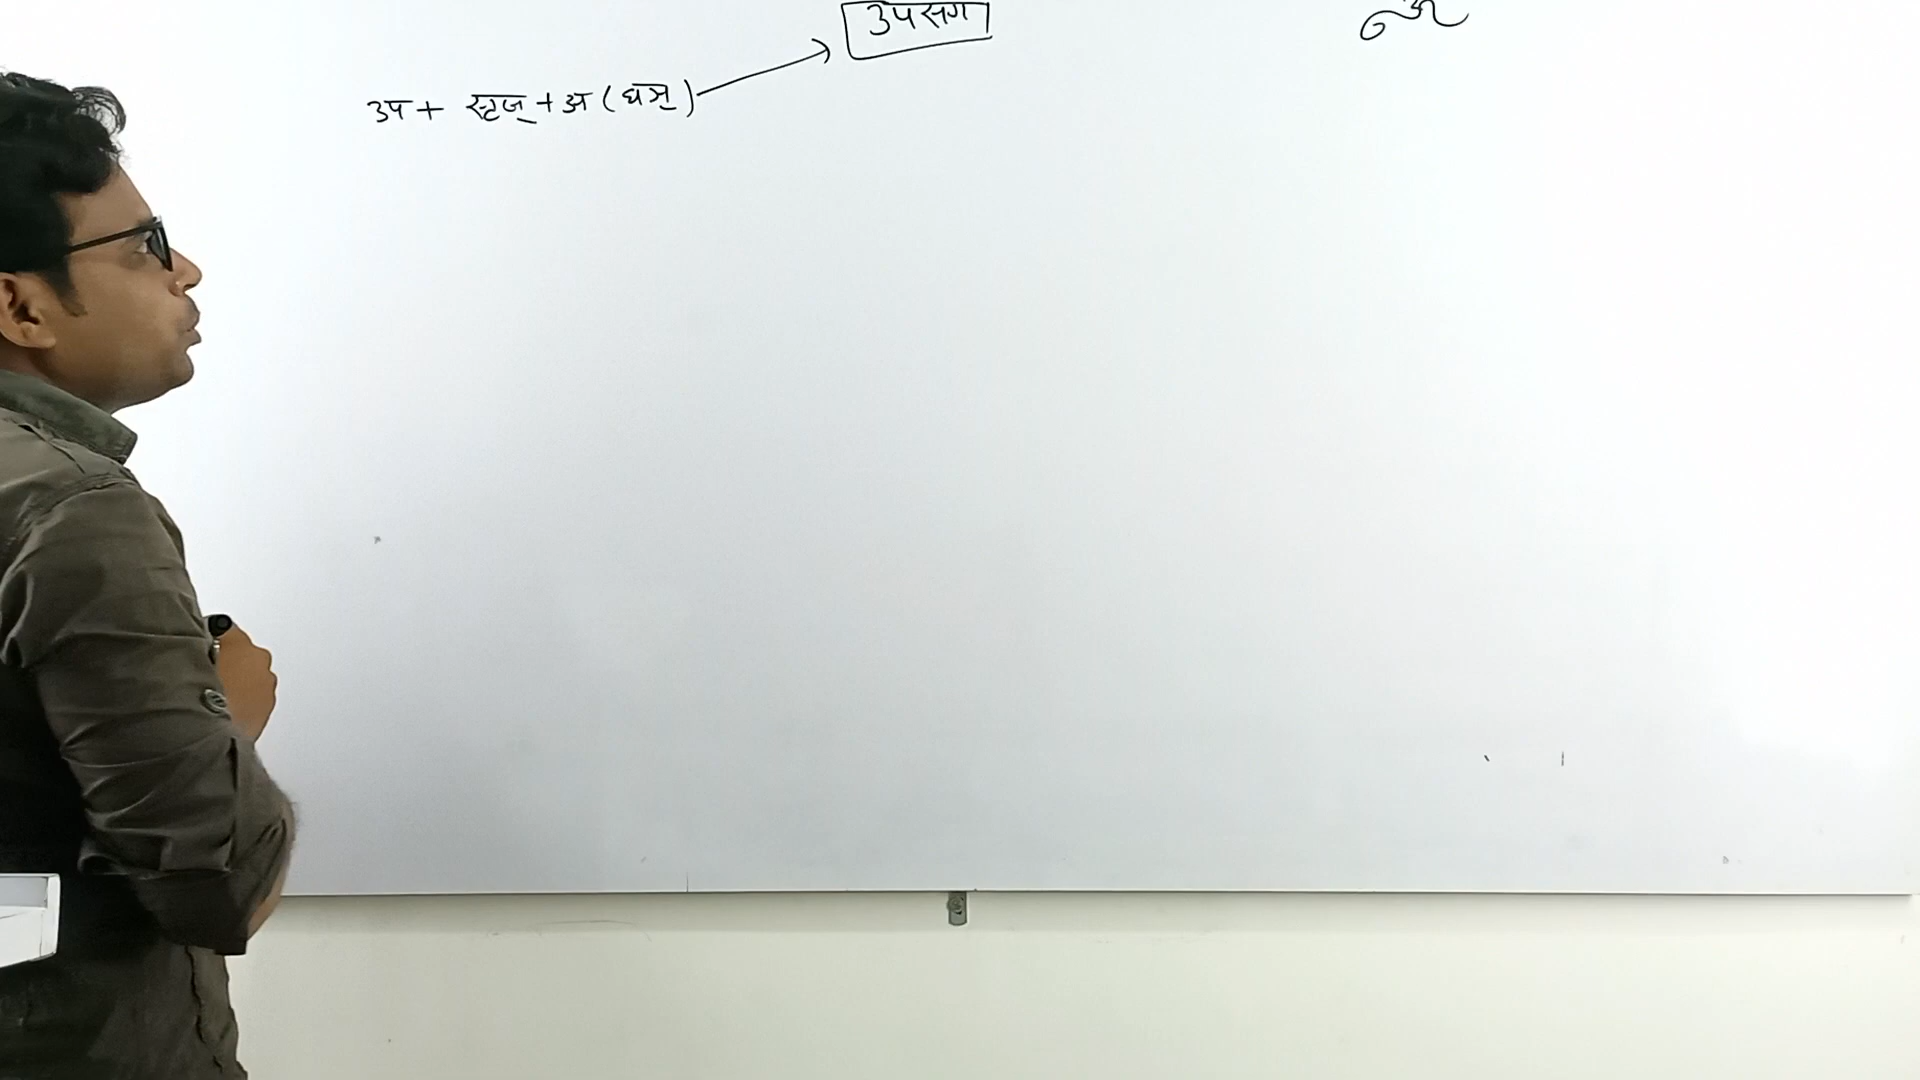 उपसर्ग
उप + सृज् + अ (घञ्)